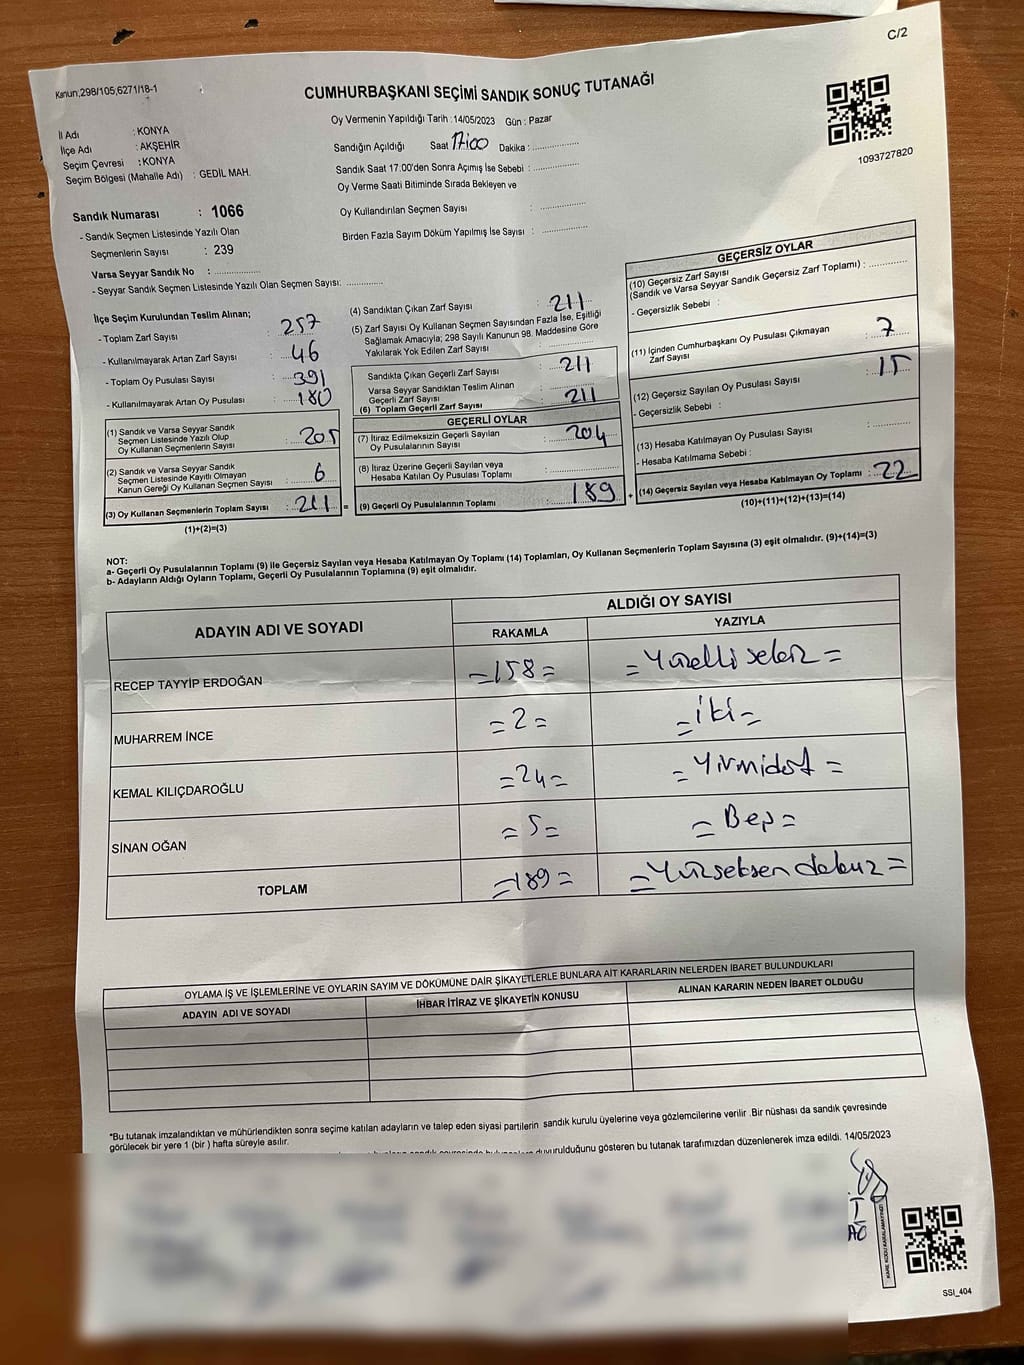 C/2
Kanun;298/105;6271/18-1
CUMHURBAŞKANI SEÇİMİ SANDIK SONUÇ TUTANAĞI
Oy Vermenin Yapıldığı Tarih :14/05/2023 Gün : Pazar
İl Adı : KONYA
İlçe Adı : AKŞEHİR
Seçim Çevresi : KONYA
Seçim Bölgesi (Mahalle Adı) : GEDİL MAH.
Sandık Numarası : 1066
- Sandık Seçmen Listesinde Yazılı Olan
Seçmenlerin Sayısı : 239
Varsa Seyyar Sandık No : ....................
- Seyyar Sandık Seçmen Listesinde Yazılı Olan Seçmen Sayısı: ..............
Sandığın Açıldığı Saat 17:00 Dakika : ..............
Sandık Saat 17:00'den Sonra Açımış İse Sebebi : ..............
Oy Verme Saati Bitiminde Sırada Bekleyen ve
Oy Kullandırılan Seçmen Sayısı : ..............
Birden Fazla Sayım Döküm Yapılmış İse Sayısı : ..............
1093727820
İlçe Seçim Kurulundan Teslim Alınan;
- Toplam Zarf Sayısı : 257
- Kullanılmayarak Artan Zarf Sayısı : 46
- Toplam Oy Pusulası Sayısı : 391
- Kullanılmayarak Artan Oy Pusulası : 180
(1) Sandık ve Varsa Seyyar Sandık
Seçmen Listesinde Yazılı Olup
Oy Kullanan Seçmenlerin Sayısı : 205
(2) Sandık ve Varsa Seyyar Sandık
Seçmen Listesinde Kayıtlı Olmayan
Kanun Gereği Oy Kullanan Seçmen Sayısı : 6
(3) Oy Kullanan Seçmenlerin Toplam Sayısı : 211 =
(1)+(2)=(3)
(4) Sandıktan Çıkan Zarf Sayısı : 211
(5) Zarf Sayısı Oy Kullanan Seçmen Sayısından Fazla İse, Eşitliği
Sağlamak Amacıyla; 298 Sayılı Kanunun 98. Maddesine Göre
Yakılarak Yok Edilen Zarf Sayısı : ..............
Sandıkta Çıkan Geçerli Zarf Sayısı : 211
Varsa Seyyar Sandıktan Teslim Alınan
Geçerli Zarf Sayısı :
(6) Toplam Geçerli Zarf Sayısı : 211
GEÇERLİ OYLAR
(7) İtiraz Edilmeksizin Geçerli Sayılan
Oy Pusulalarının Sayısı : 204
(8) İtiraz Üzerine Geçerli Sayılan veya
Hesaba Katılan Oy Pusulası Toplamı : ..............
(9) Geçerli Oy Pusulalarının Toplamı : 189 +
GEÇERSİZ OYLAR
(10) Geçersiz Zarf Sayısı
(Sandık ve Varsa Seyyar Sandık Geçersiz Zarf Toplamı) : ..............
- Geçersizlik Sebebi :
(11) İçinden Cumhurbaşkanı Oy Pusulası Çıkmayan
Zarf Sayısı : 7
(12) Geçersiz Sayılan Oy Pusulası Sayısı : 15
- Geçersizlik Sebebi :
(13) Hesaba Katılmayan Oy Pusulası Sayısı : ..............
- Hesaba Katılmama Sebebi :
(14) Geçersiz Sayılan veya Hesaba Katılmayan Oy Toplamı : 22
(10)+(11)+(12)+(13)=(14)
NOT:
a- Geçerli Oy Pusulalarının Toplamı (9) ile Geçersiz Sayılan veya Hesaba Katılmayan Oy Toplamı (14) Toplamları, Oy Kullanan Seçmenlerin Toplam Sayısına (3) eşit olmalıdır. (9)+(14)=(3)
b- Adayların Aldığı Oyların Toplamı, Geçerli Oy Pusulalarının Toplamına (9) eşit olmalıdır.
ADAYIN ADI VE SOYADI ALDIĞI OY SAYISI
RAKAMLA YAZIYLA
RECEP TAYYİP ERDOĞAN =158= =Yüzelli sekiz=
MUHARREM İNCE =2= =iki=
KEMAL KILIÇDAROĞLU =24= =Yirmidört=
SİNAN OĞAN =5= =Beş=
TOPLAM =189= =Yüzseksen dokuz=
OYLAMA İŞ VE İŞLEMLERİNE VE OYLARIN SAYIM VE DÖKÜMÜNE DAİR ŞİKAYETLERLE BUNLARA AİT KARARLARIN NELERDEN İBARET BULUNDUKLARI
ADAYIN ADI VE SOYADI İHBAR İTİRAZ VE ŞİKAYETİN KONUSU ALINAN KARARIN NEDEN İBARET OLDUĞU
*Bu tutanak imzalandıktan ve mühürlendikten sonra seçime katılan adayların ve talep eden siyasi partilerin sandık kurulu üyelerine veya gözlemcilerine verilir .Bir nüshası da sandık çevresinde
görülecek bir yere 1 (bir ) hafta süreyle asılır.
duyurulduğunu gösteren bu tutanak tarafımızdan düzenlenerek imza edildi. 14/05/2023
KARE KODU KARALAMAYINIZ!
SSI_404